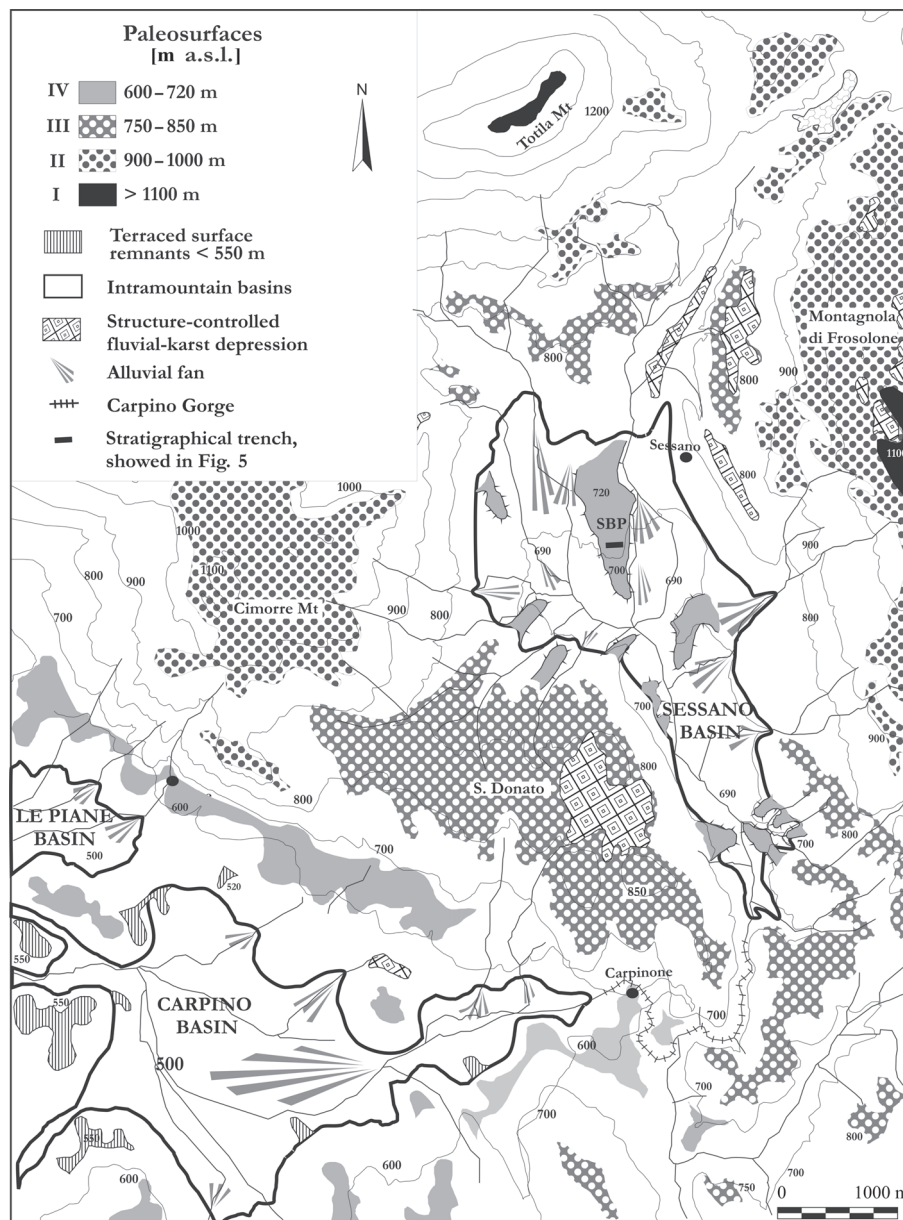 Paleosurfaces
[m a.s.l.]
IV 600–720 m
III 750–850 m
II 900–1000 m
I > 1100 m
Terraced surface
remnants < 550 m
Intramountain basins
Structure-controlled
fluvial-karst depression
Alluvial fan
Carpino Gorge
Stratigraphical trench,
showed in Fig. 5
N
Totila Mt
1200
Montagnola
di Frosolone
800
900
800
1100
Sessano
800
720
SBP
690
700
690
900
800
1000
1000
1100
Cimorre Mt
900
800
900
800
700
700
SESSANO
BASIN
900
800
S. Donato
690
700
800
850
800
700
600
LE PIANE
BASIN
500
520
550
550
CARPINO
BASIN
500
Carpinone
600
700
700
700
800
550
600
600
700
750
700
0 1000 m